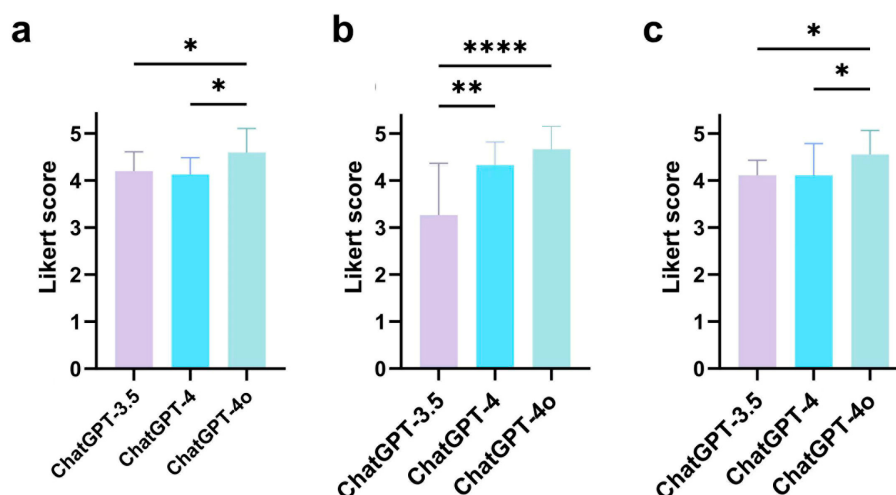 a
*
*
Likert score
5
4
3
2
1
0
ChatGPT-3.5
ChatGPT-4
ChatGPT-4o
b
****
**
Likert score
5
4
3
2
1
0
ChatGPT-3.5
ChatGPT-4
ChatGPT-4o
c
*
*
Likert score
5
4
3
2
1
0
ChatGPT-3.5
ChatGPT-4
ChatGPT-4o